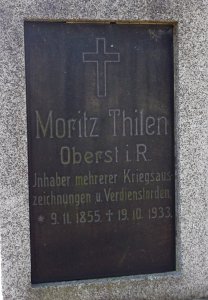 Moritz Thilen
Oberst i. R.
Inhaber mehrerer Kriegsaus-
zeichnungen u. Verdienstorden
* 9. 11. 1855. † 19. 10. 1933.